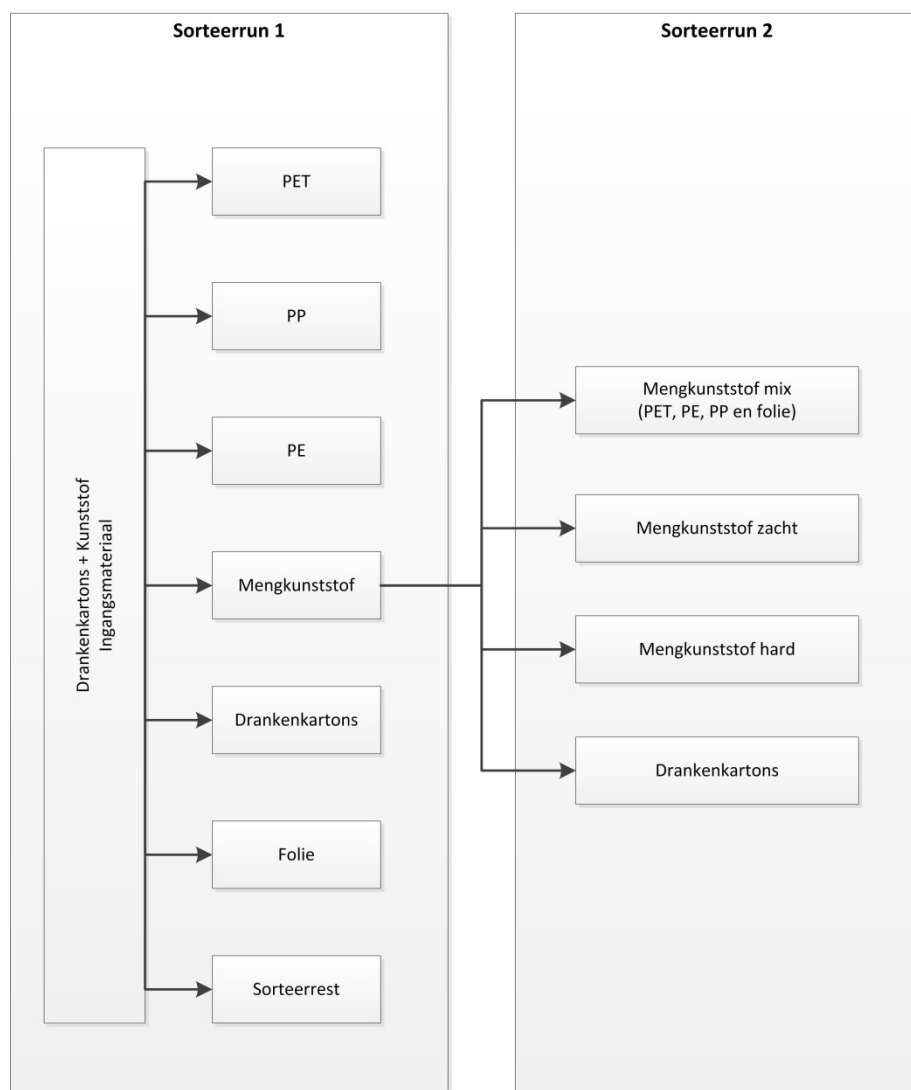 Sorteerrun 1
Drankenkartons + Kunststof
Ingangsmateriaal
PET
PP
PE
Mengkunststof
Drankenkartons
Folie
Sorteerrest
Sorteerrun 2
Mengkunststof mix
(PET, PE, PP en folie)
Mengkunststof zacht
Mengkunststof hard
Drankenkartons